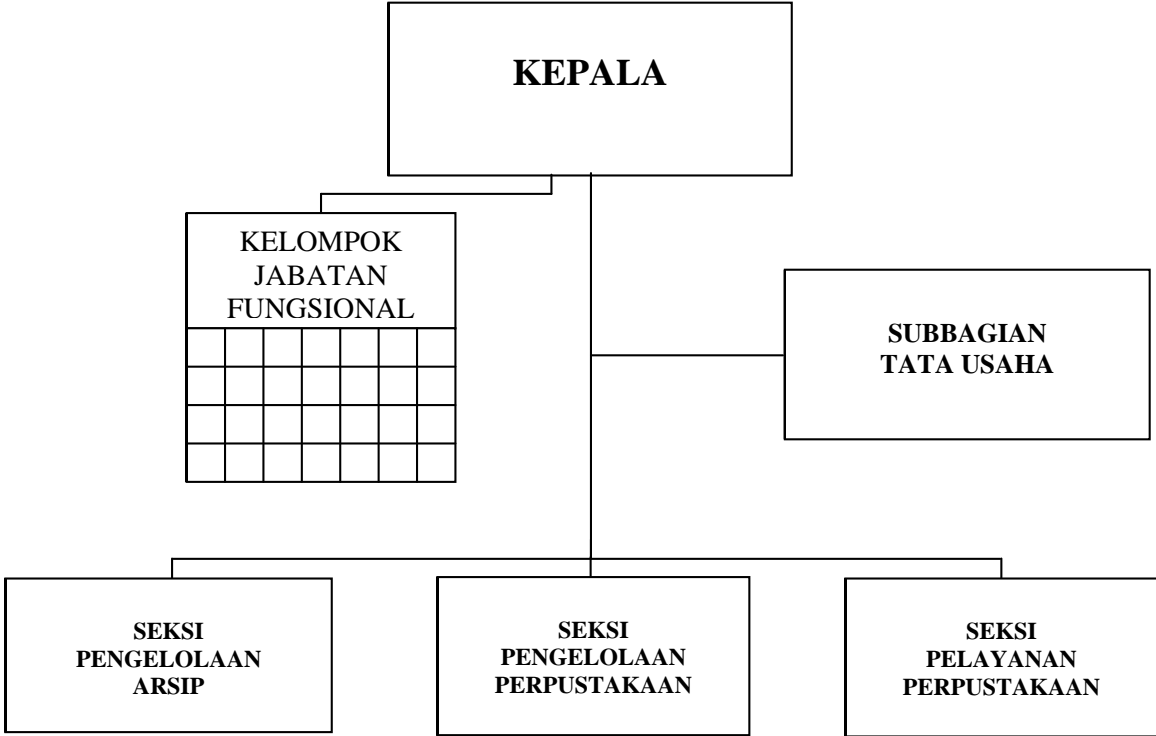 KEPALA
KELOMPOK
JABATAN
FUNGSIONAL
SUBBAGIAN
TATA USAHA
SEKSI
PENGELOLAAN
ARSIP
SEKSI
PENGELOLAAN
PERPUSTAKAAN
SEKSI
PELAYANAN
PERPUSTAKAAN